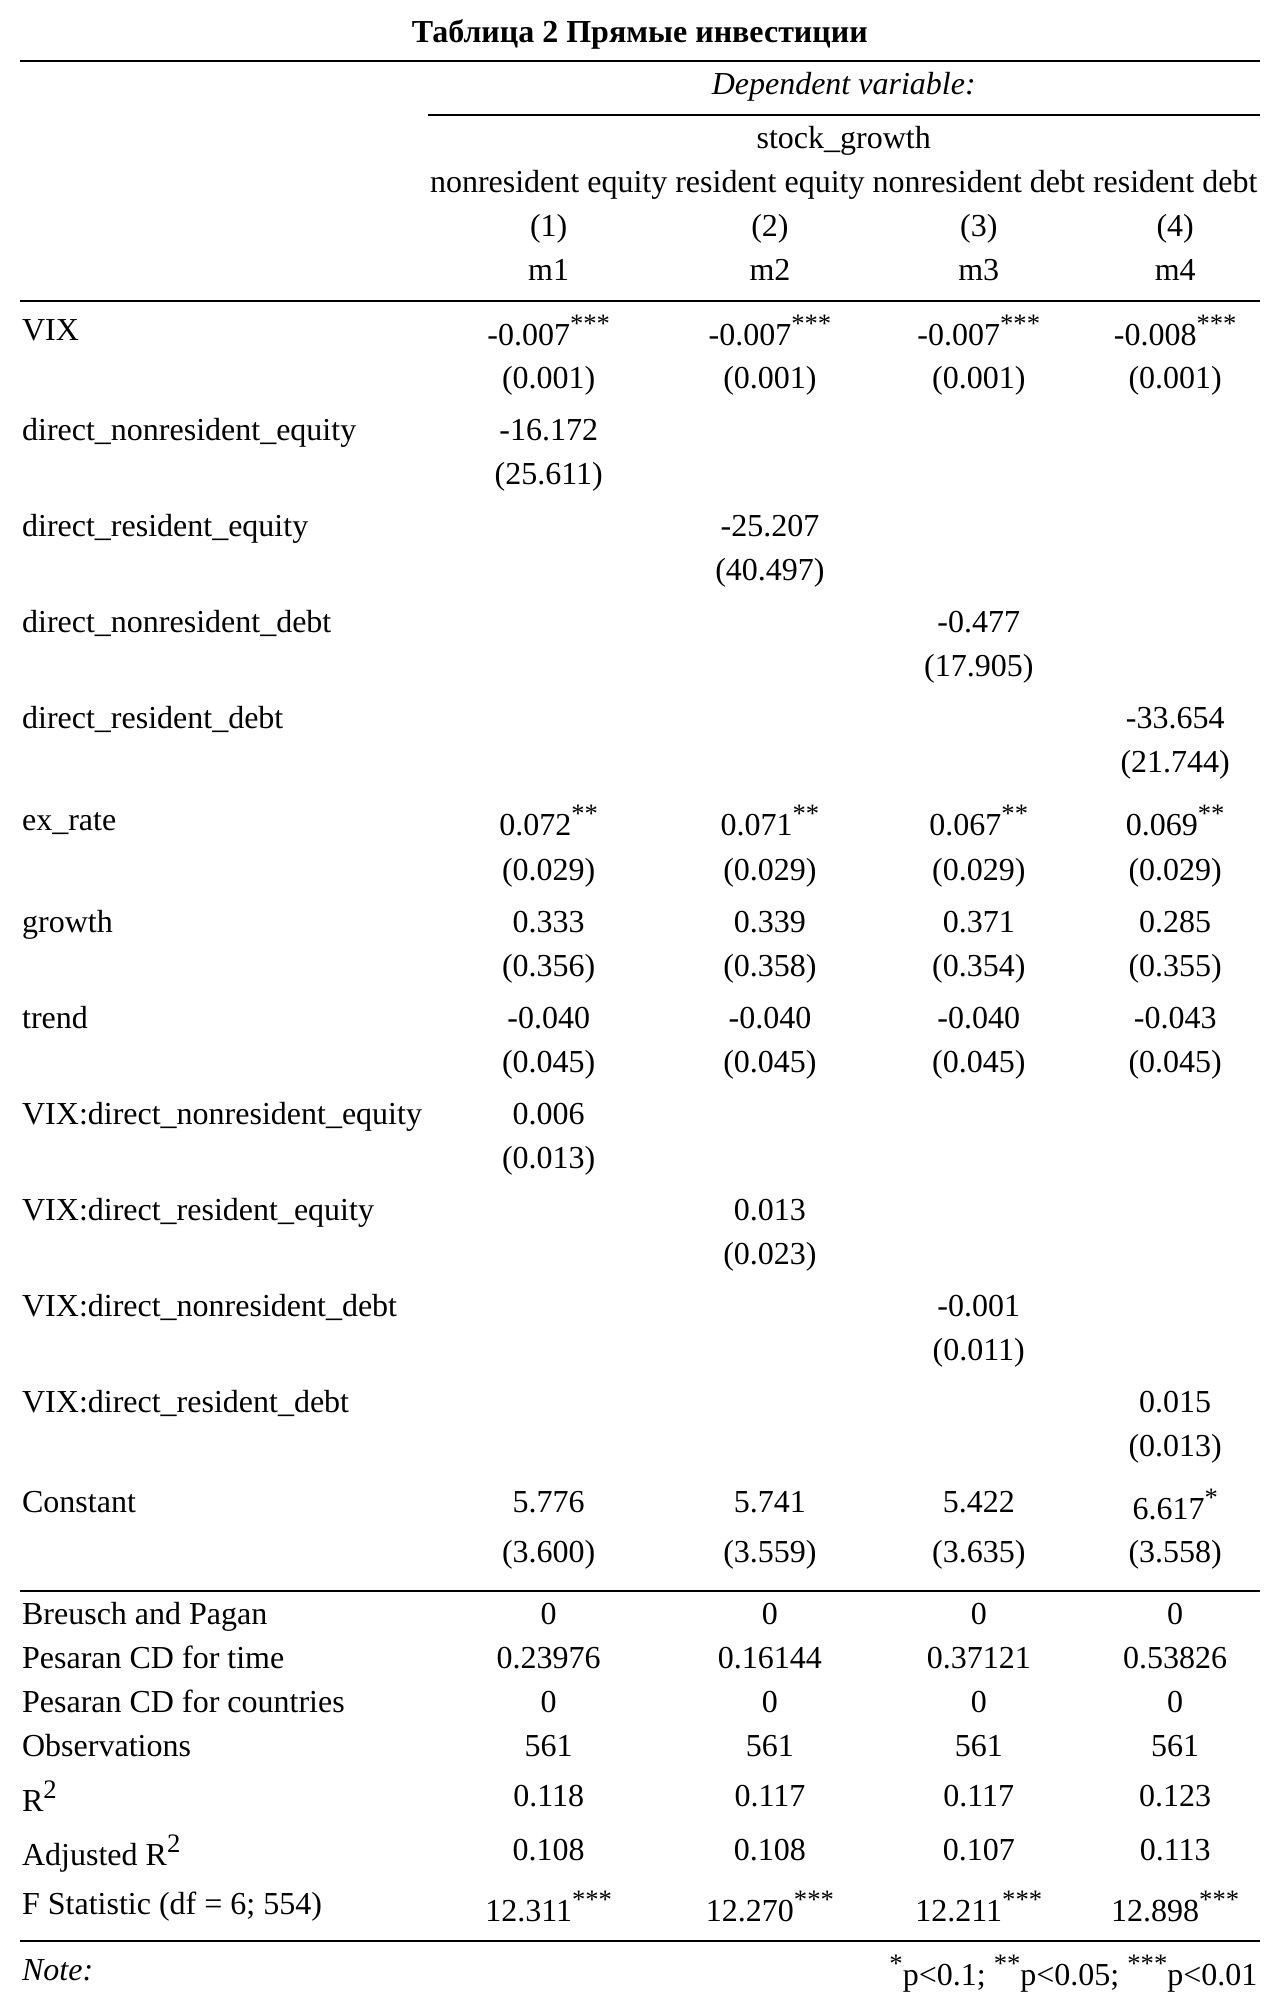 Таблица 2 Прямые инвестиции
Dependent variable:
stock_growth
nonresident equity resident equity nonresident debt resident debt
(1) (2) (3) (4)
m1 m2 m3 m4
VIX -0.007*** -0.007*** -0.007*** -0.008***
(0.001) (0.001) (0.001) (0.001)
direct_nonresident_equity -16.172
(25.611)
direct_resident_equity -25.207
(40.497)
direct_nonresident_debt -0.477
(17.905)
direct_resident_debt -33.654
(21.744)
ex_rate 0.072** 0.071** 0.067** 0.069**
(0.029) (0.029) (0.029) (0.029)
growth 0.333 0.339 0.371 0.285
(0.356) (0.358) (0.354) (0.355)
trend -0.040 -0.040 -0.040 -0.043
(0.045) (0.045) (0.045) (0.045)
VIX:direct_nonresident_equity 0.006
(0.013)
VIX:direct_resident_equity 0.013
(0.023)
VIX:direct_nonresident_debt -0.001
(0.011)
VIX:direct_resident_debt 0.015
(0.013)
Constant 5.776 5.741 5.422 6.617*
(3.600) (3.559) (3.635) (3.558)
Breusch and Pagan 0 0 0 0
Pesaran CD for time 0.23976 0.16144 0.37121 0.53826
Pesaran CD for countries 0 0 0 0
Observations 561 561 561 561
R2 0.118 0.117 0.117 0.123
Adjusted R2 0.108 0.108 0.107 0.113
F Statistic (df = 6; 554) 12.311*** 12.270*** 12.211*** 12.898***
Note: *p<0.1; **p<0.05; ***p<0.01